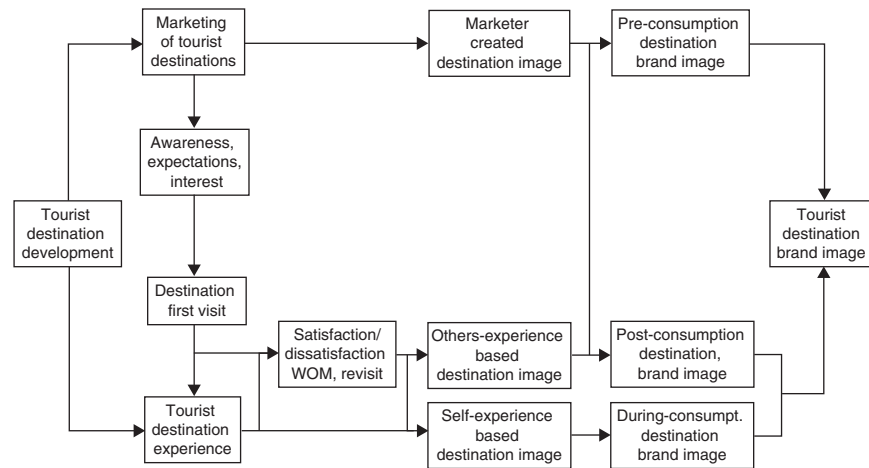 Marketing
of tourist
destinations
Marketer
created
destination image
Pre-consumption
destination
brand image
Awareness,
expectations,
interest
Tourist
destination
development
Tourist
destination
brand image
Destination
first visit
Satisfaction/
dissatisfaction
WOM, revisit
Others-experience
based
destination image
Post-consumption
destination,
brand image
Tourist
destination
experience
Self-experience
based
destination image
During-consumpt.
destination
brand image